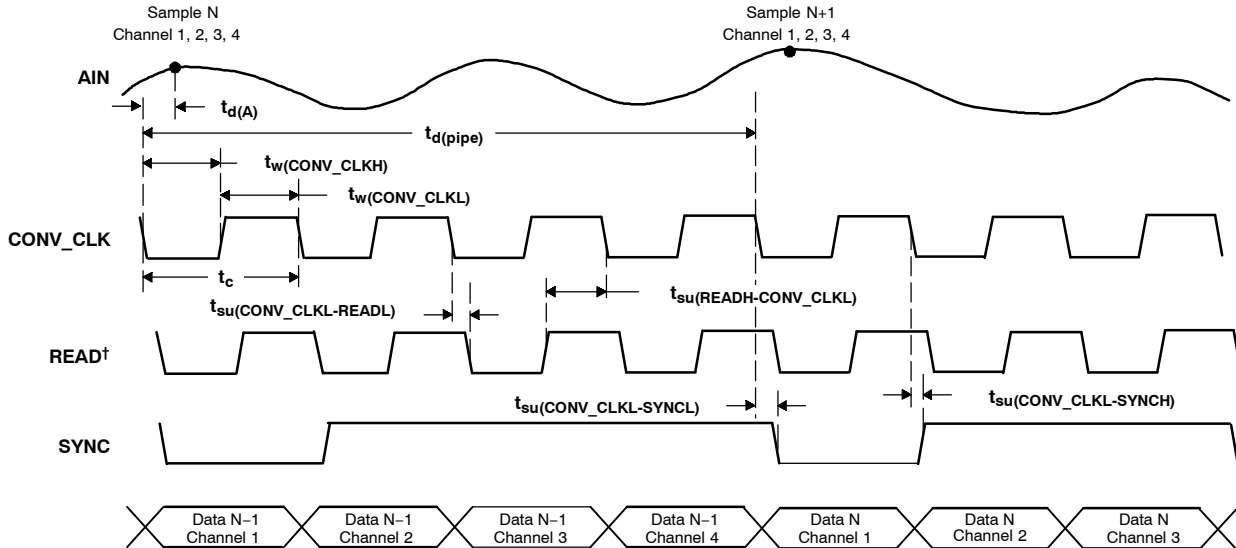 Sample N
Channel 1, 2, 3, 4
Sample N+1
Channel 1, 2, 3, 4
AIN
td(A)
td(pipe)
tw(CONV_CLKH)
tw(CONV_CLKL)
CONV_CLK
tc
tsu(CONV_CLKL-READL)
tsu(READH-CONV_CLKL)
READ†
tsu(CONV_CLKL-SYNCL)
tsu(CONV_CLKL-SYNCH)
SYNC
Data N−1
Channel 1
Data N−1
Channel 2
Data N−1
Channel 3
Data N−1
Channel 4
Data N
Channel 1
Data N
Channel 2
Data N
Channel 3